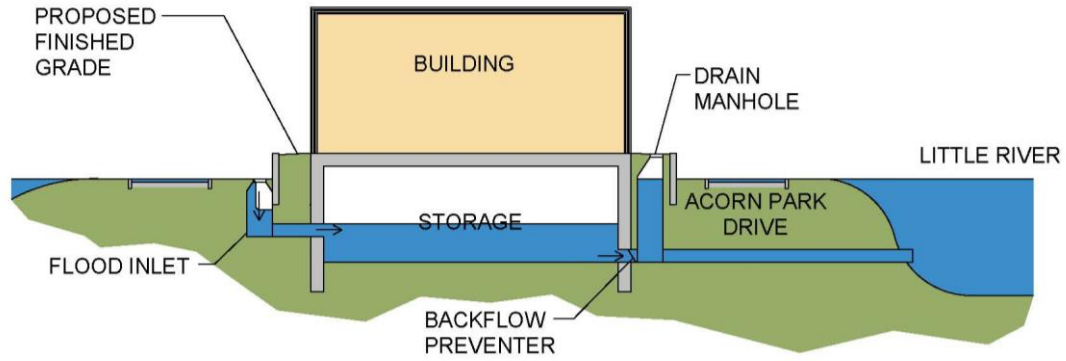 PROPOSED
FINISHED
GRADE
BUILDING
DRAIN
MANHOLE
LITTLE RIVER
STORAGE
ACORN PARK
DRIVE
FLOOD INLET
BACKFLOW
PREVENTER